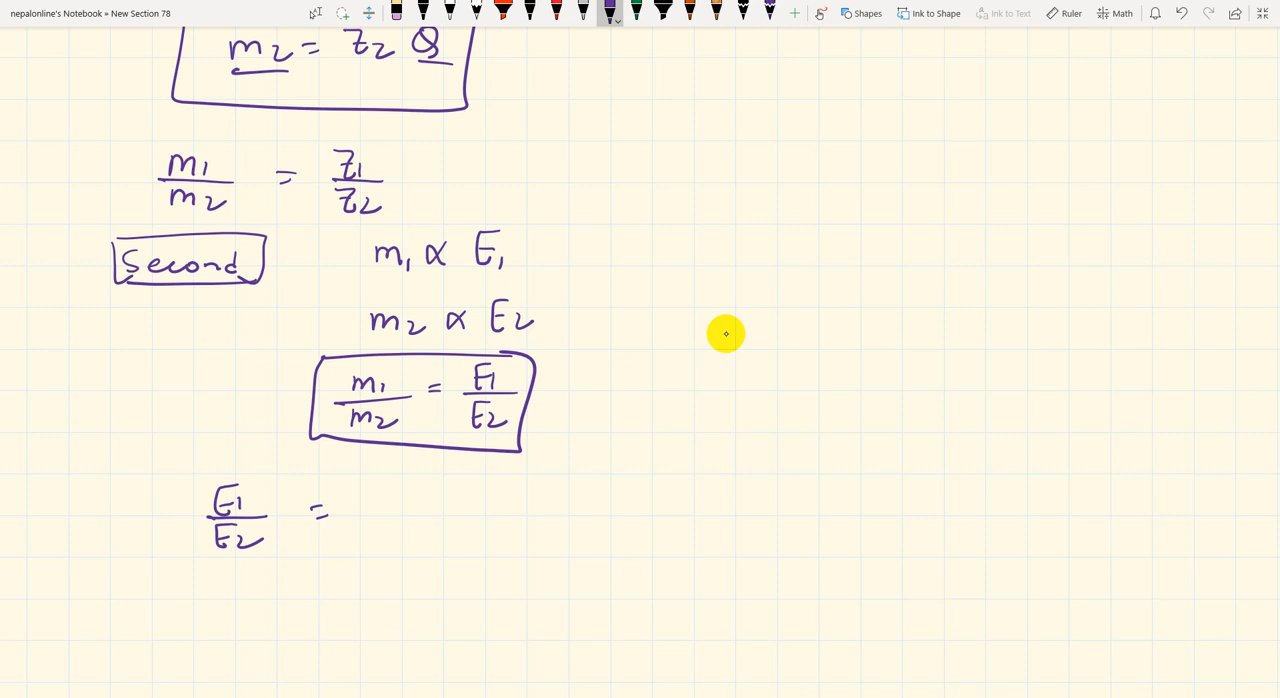 nepalonline's Notebook » New Section 78
Shapes Ink to Shape Ink to Text Ruler Math
m2 = Z2 Q
m1/m2 = Z1/Z2
Second m1 ∝ E1
m2 ∝ E2
m1/m2 = E1/E2
E1/E2 =